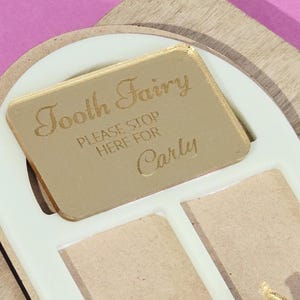 Tooth Fairy
PLEASE STOP
HERE FOR
Carly